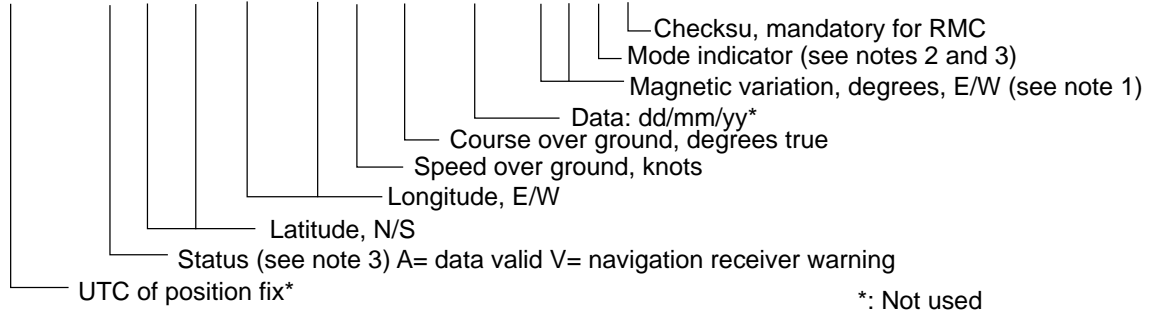 Checksu, mandatory for RMC
Mode indicator (see notes 2 and 3)
Magnetic variation, degrees, E/W (see note 1)
Data: dd/mm/yy*
Course over ground, degrees true
Speed over ground, knots
Longitude, E/W
Latitude, N/S
Status (see note 3) A= data valid V= navigation receiver warning
UTC of position fix*
*: Not used